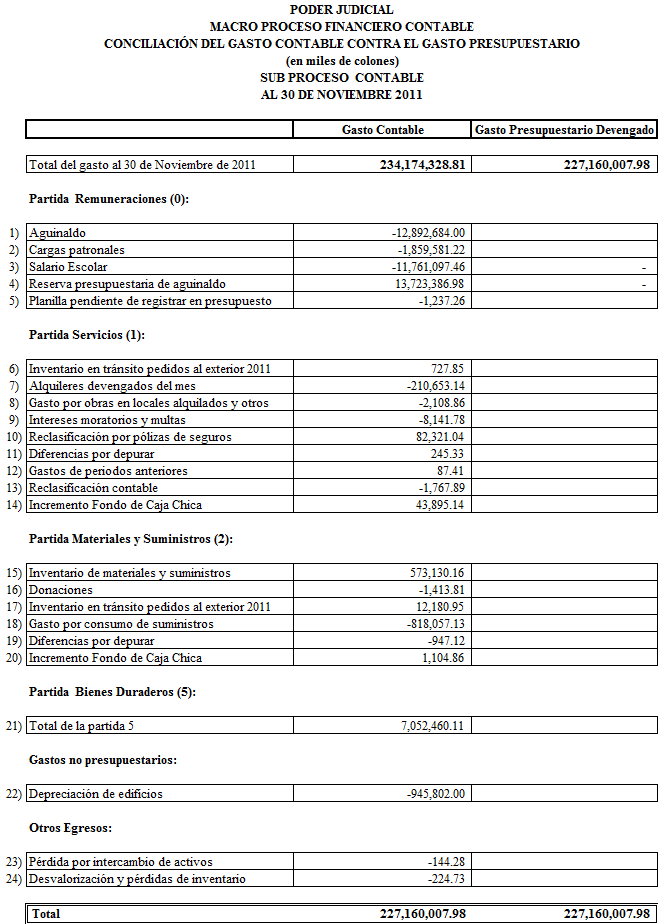 PODER JUDICIAL
MACRO PROCESO FINANCIERO CONTABLE
CONCILIACIÓN DEL GASTO CONTABLE CONTRA EL GASTO PRESUPUESTARIO
(en miles de colones)
SUB PROCESO CONTABLE
AL 30 DE NOVIEMBRE 2011
Gasto Contable Gasto Presupuestario Devengado
Total del gasto al 30 de Noviembre de 2011 234,174,328.81 227,160,007.98
Partida Remuneraciones (0):
1) Aguinaldo -12,892,684.00
2) Cargas patronales -1,859,581.22
3) Salario Escolar -11,761,097.46 -
4) Reserva presupuestaria de aguinaldo 13,723,386.98 -
5) Planilla pendiente de registrar en presupuesto -1,237.26
Partida Servicios (1):
6) Inventario en tránsito pedidos al exterior 2011 727.85
7) Alquileres devengados del mes -210,653.14
8) Gasto por obras en locales alquilados y otros -2,108.86
9) Intereses moratorios y multas -8,141.78
10) Reclasificación por pólizas de seguros 82,321.04
11) Diferencias por depurar 245.33
12) Gastos de periodos anteriores 87.41
13) Reclasificación contable -1,767.89
14) Incremento Fondo de Caja Chica 43,895.14
Partida Materiales y Suministros (2):
15) Inventario de materiales y suministros 573,130.16
16) Donaciones -1,413.81
17) Inventario en tránsito pedidos al exterior 2011 12,180.95
18) Gasto por consumo de suministros -818,057.13
19) Diferencias por depurar -947.12
20) Incremento Fondo de Caja Chica 1,104.86
Partida Bienes Duraderos (5):
21) Total de la partida 5 7,052,460.11
Gastos no presupuestarios:
22) Depreciación de edificios -945,802.00
Otros Egresos:
23) Pérdida por intercambio de activos -144.28
24) Desvalorización y pérdidas de inventario -224.73
Total 227,160,007.98 227,160,007.98